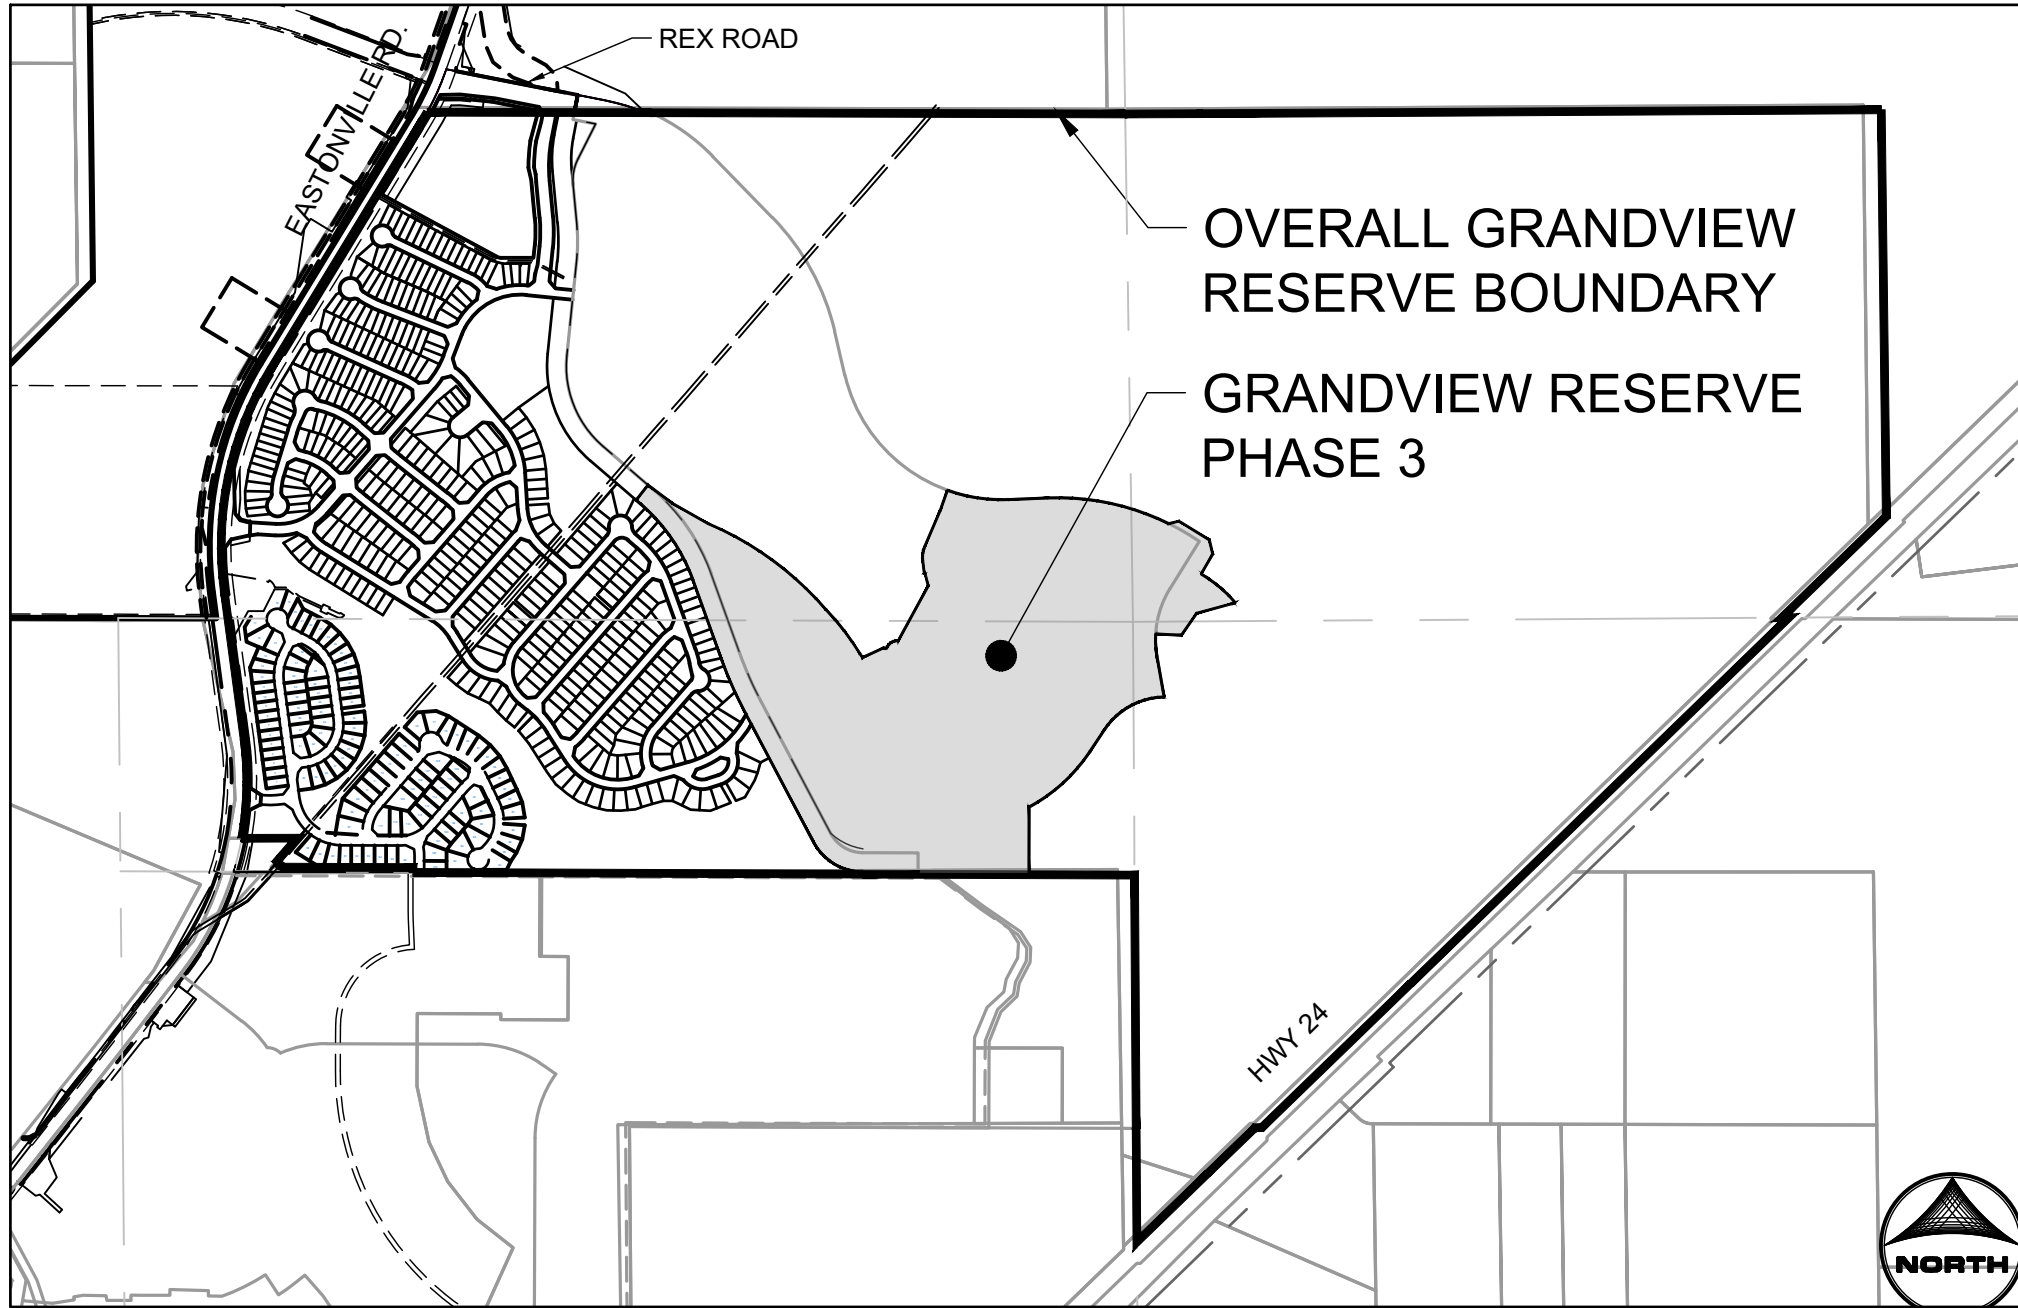 REX ROAD
EASTONVILLE RD.
OVERALL GRANDVIEW
RESERVE BOUNDARY
GRANDVIEW RESERVE
PHASE 3
HWY 24
NORTH